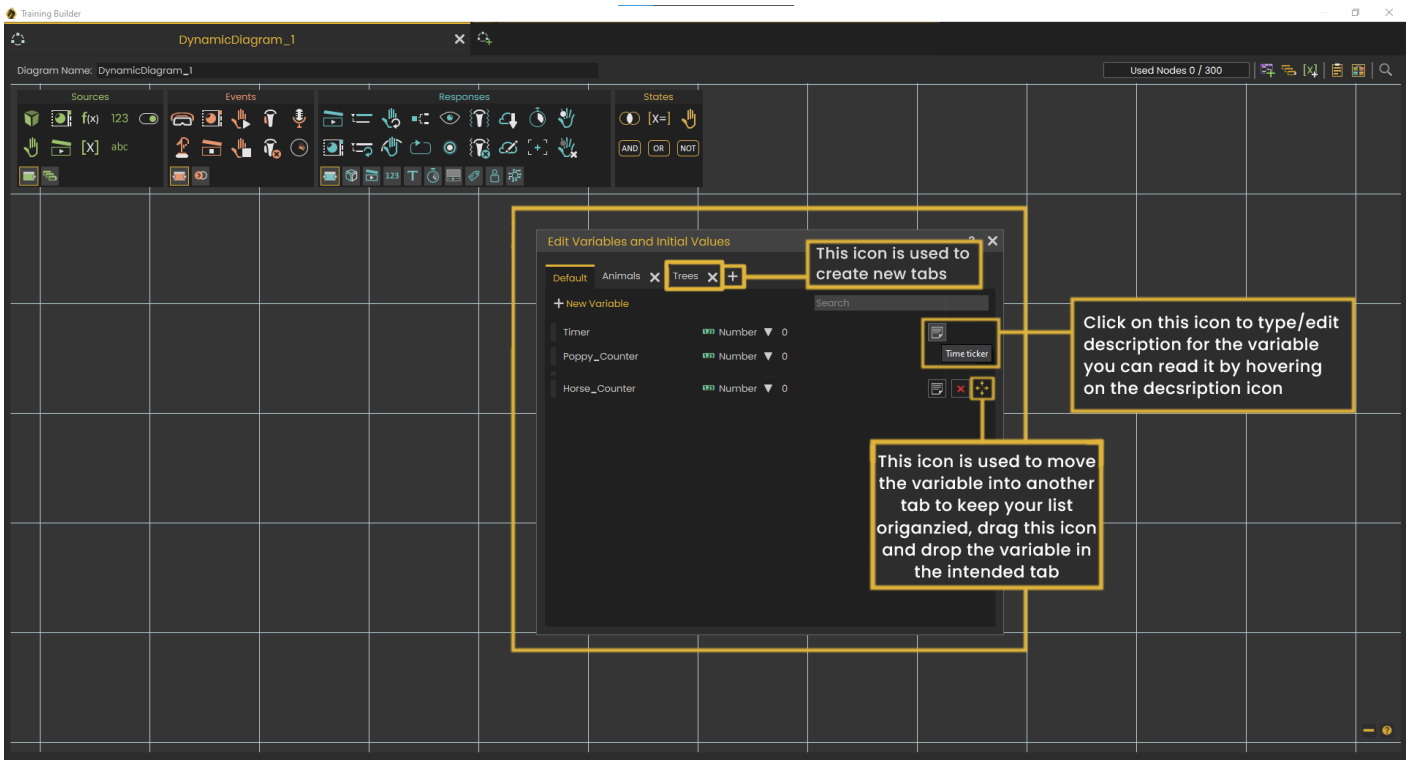 Training Builder
DynamicDiagram_1
Diagram Name: DynamicDiagram_1
Used Nodes 0 / 300
Sources
Events
Responses
States
f(x)
123
[X=]
[X]
abc
AND
OR
NOT
123
T
Edit Variables and Initial Values
Default
Animals
Trees
This icon is used to
create new tabs
New Variable
Search
Timer
Number
0
Time ticker
Poppy_Counter
Number
0
Horse_Counter
Number
0
Click on this icon to type/edit
description for the variable
you can read it by hovering
on the decsription icon
This icon is used to move
the variable into another
tab to keep your list
origanzied, drag this icon
and drop the variable in
the intended tab